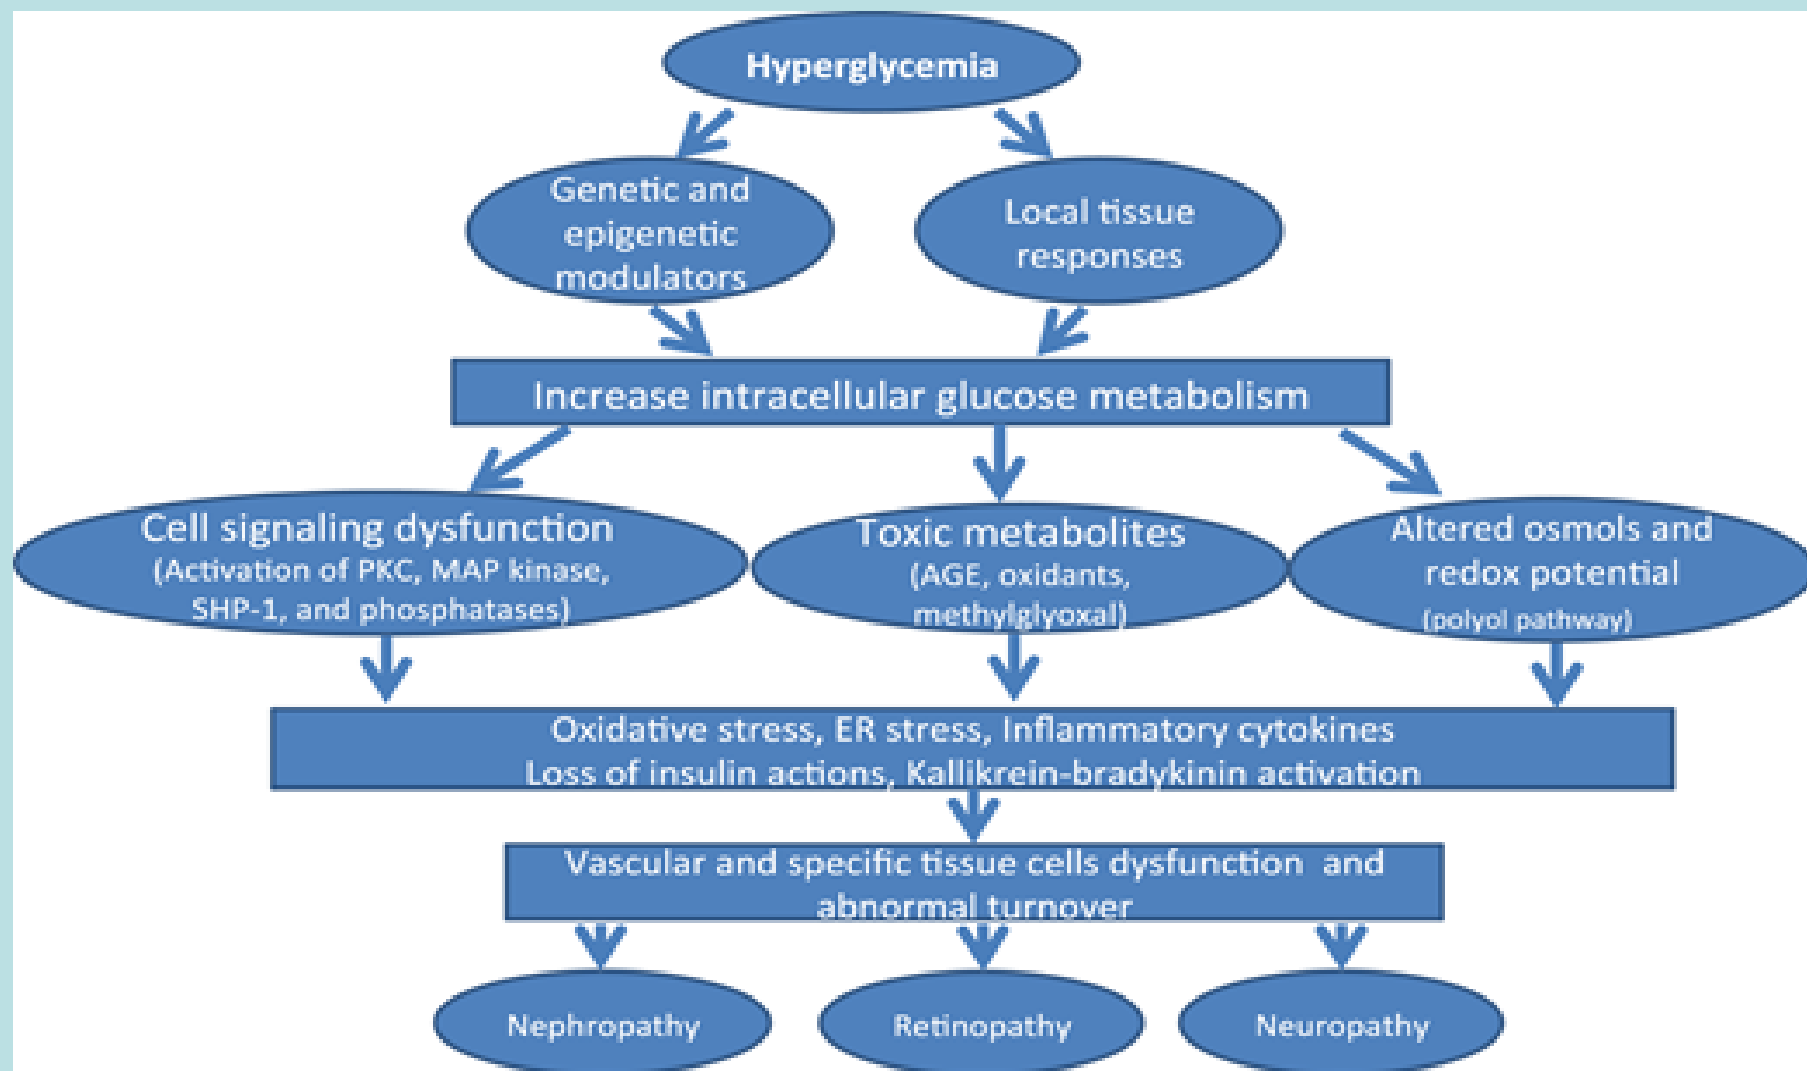 Hyperglycemia
Genetic and
epigenetic
modulators
Local tissue
responses
Increase intracellular glucose metabolism
Cell signaling dysfunction
(Activation of PKC, MAP kinase,
SHP-1, and phosphatases)
Toxic metabolites
(AGE, oxidants,
methylglyoxal)
Altered osmols and
redox potential
(polyol pathway)
Oxidative stress, ER stress, Inflammatory cytokines
Loss of insulin actions, Kallikrein-bradykinin activation
Vascular and specific tissue cells dysfunction and
abnormal turnover
Nephropathy
Retinopathy
Neuropathy